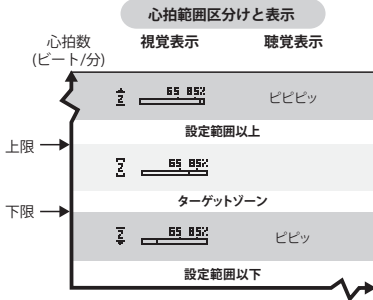 心拍範囲区分けと表示
心拍数
(ビート/分)
視覚表示
聴覚表示
65 85%
ピピピッ
設定範囲以上
上限
65 85%
ターゲットゾーン
下限
65 85%
ピピッ
設定範囲以下